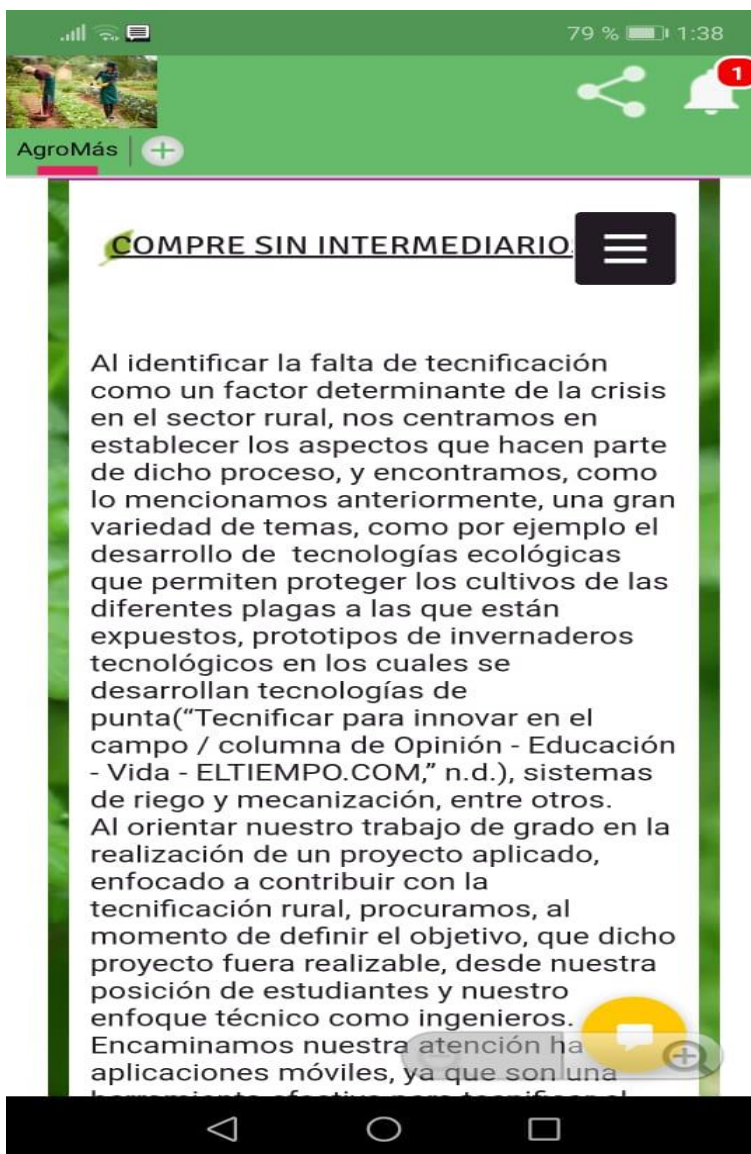 79 % 1:38
1
AgroMás
COMPRE SIN INTERMEDIARIO
Al identificar la falta de tecnificación
como un factor determinante de la crisis
en el sector rural, nos centramos en
establecer los aspectos que hacen parte
de dicho proceso, y encontramos, como
lo mencionamos anteriormente, una gran
variedad de temas, como por ejemplo el
desarrollo de tecnologías ecológicas
que permiten proteger los cultivos de las
diferentes plagas a las que están
expuestos, prototipos de invernaderos
tecnológicos en los cuales se
desarrollan tecnologías de
punta(“Tecnificar para innovar en el
campo / columna de Opinión - Educación
- Vida - ELTIEMPO.COM,” n.d.), sistemas
de riego y mecanización, entre otros.
Al orientar nuestro trabajo de grado en la
realización de un proyecto aplicado,
enfocado a contribuir con la
tecnificación rural, procuramos, al
momento de definir el objetivo, que dicho
proyecto fuera realizable, desde nuestra
posición de estudiantes y nuestro
enfoque técnico como ingenieros.
Encaminamos nuestra atención ha
aplicaciones móviles, ya que son una